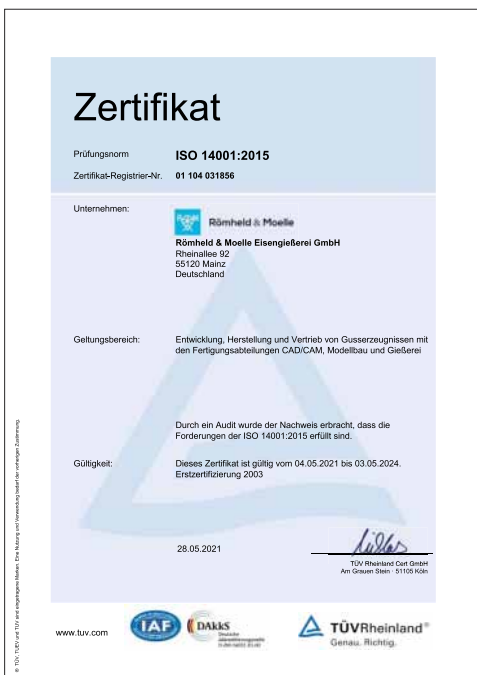 Zertifikat
Prüfungsnorm ISO 14001:2015
Zertifikat-Registrier-Nr. 01 104 031856
Unternehmen:
Römheld & Moelle
Römheld & Moelle Eisengießerei GmbH
Rheinallee 92
55120 Mainz
Deutschland
Geltungsbereich: Entwicklung, Herstellung und Vertrieb von Gusserzeugnissen mit
den Fertigungsabteilungen CAD/CAM, Modellbau und Gießerei
Durch ein Audit wurde der Nachweis erbracht, dass die
Forderungen der ISO 14001:2015 erfüllt sind.
Gültigkeit: Dieses Zertifikat ist gültig vom 04.05.2021 bis 03.05.2024.
Erstzertifizierung 2003
28.05.2021
TÜV Rheinland Cert GmbH
Am Grauen Stein · 51105 Köln
® TÜV, TUEV und TUV sind eingetragene Marken. Eine Nutzung und Verwendung bedarf der vorherigen Zustimmung.
www.tuv.com
IAF
DAkkS
Deutsche
Akkreditierungsstelle
TÜVRheinland®
Genau. Richtig.